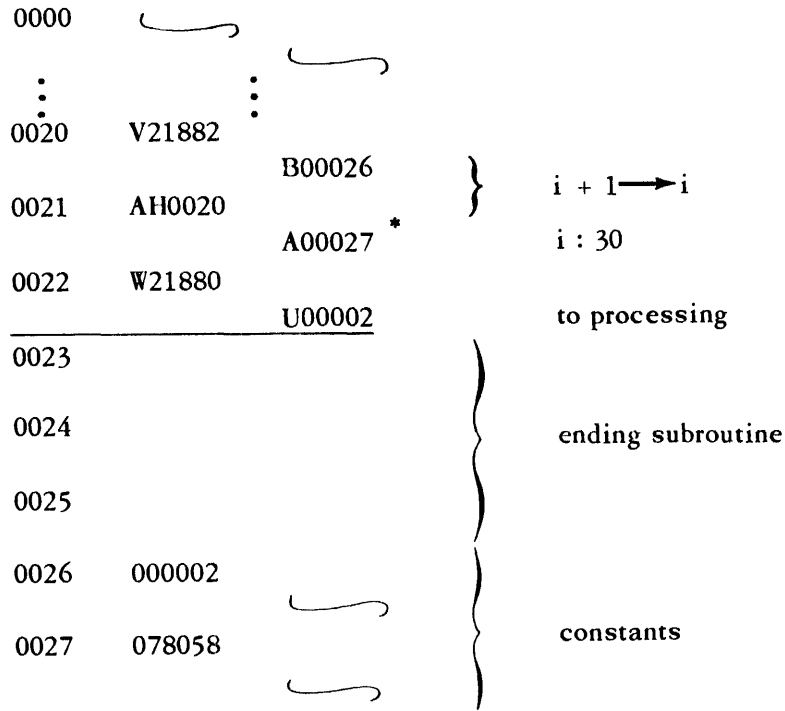 0000
0020 V21882
B00026
i + 1→i
0021 AH0020
A00027 * i : 30
0022 W21880
U00002 to processing
0023
0024 ending subroutine
0025
0026 000002
constants
0027 078058